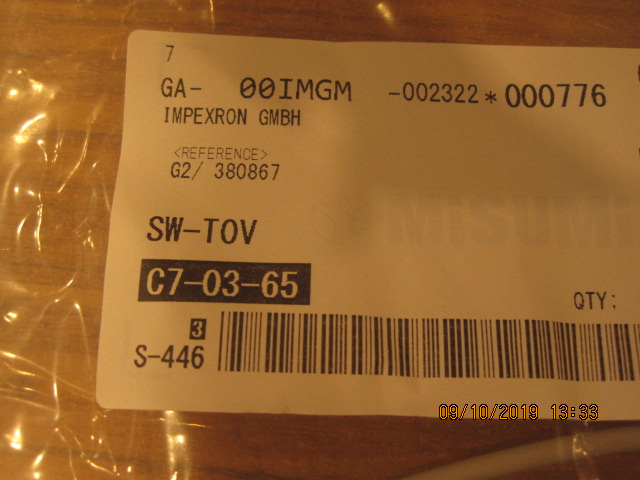 7
GA- 00IMGM -002322*000776
IMPEXRON GMBH
<REFERENCE>
G2/ 380867
SW-TOV
C7-03-65
QTY:
3
S-446
09/10/2019 13:33